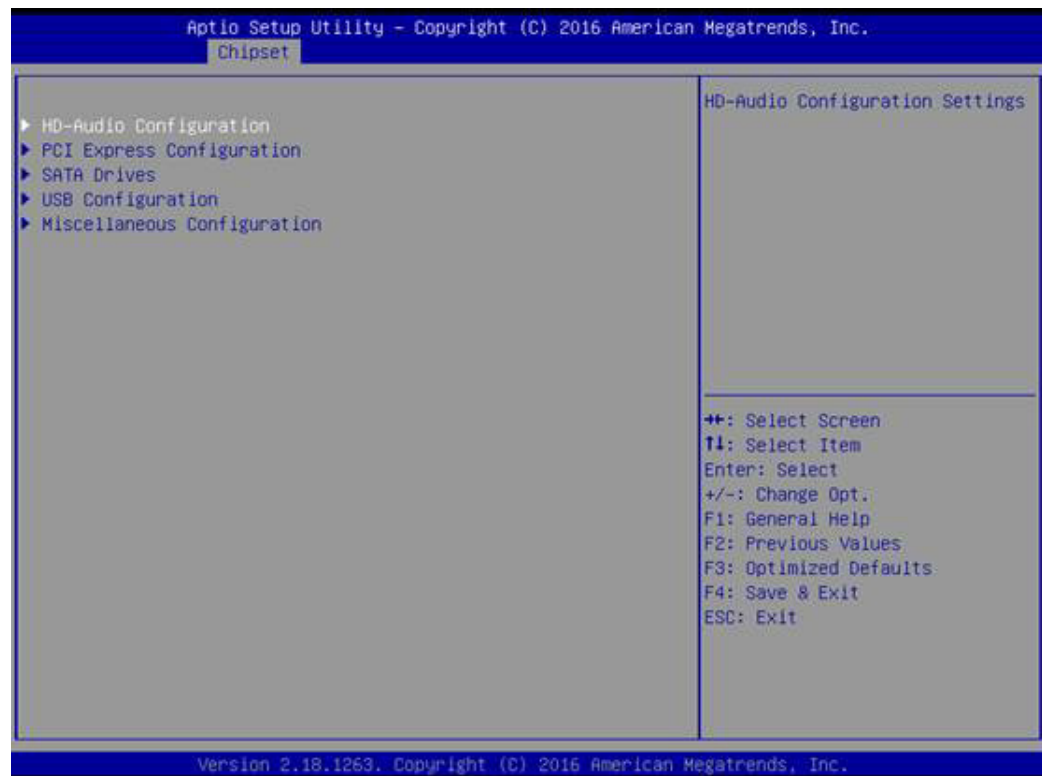 Aptio Setup Utility – Copyright (C) 2016 American Megatrends, Inc.
Chipset
HD-Audio Configuration
PCI Express Configuration
SATA Drives
USB Configuration
Miscellaneous Configuration
HD-Audio Configuration Settings
→←: Select Screen
↑↓: Select Item
Enter: Select
+/-: Change Opt.
F1: General Help
F2: Previous Values
F3: Optimized Defaults
F4: Save & Exit
ESC: Exit
Version 2.18.1263. Copyright (C) 2016 American Megatrends, Inc.